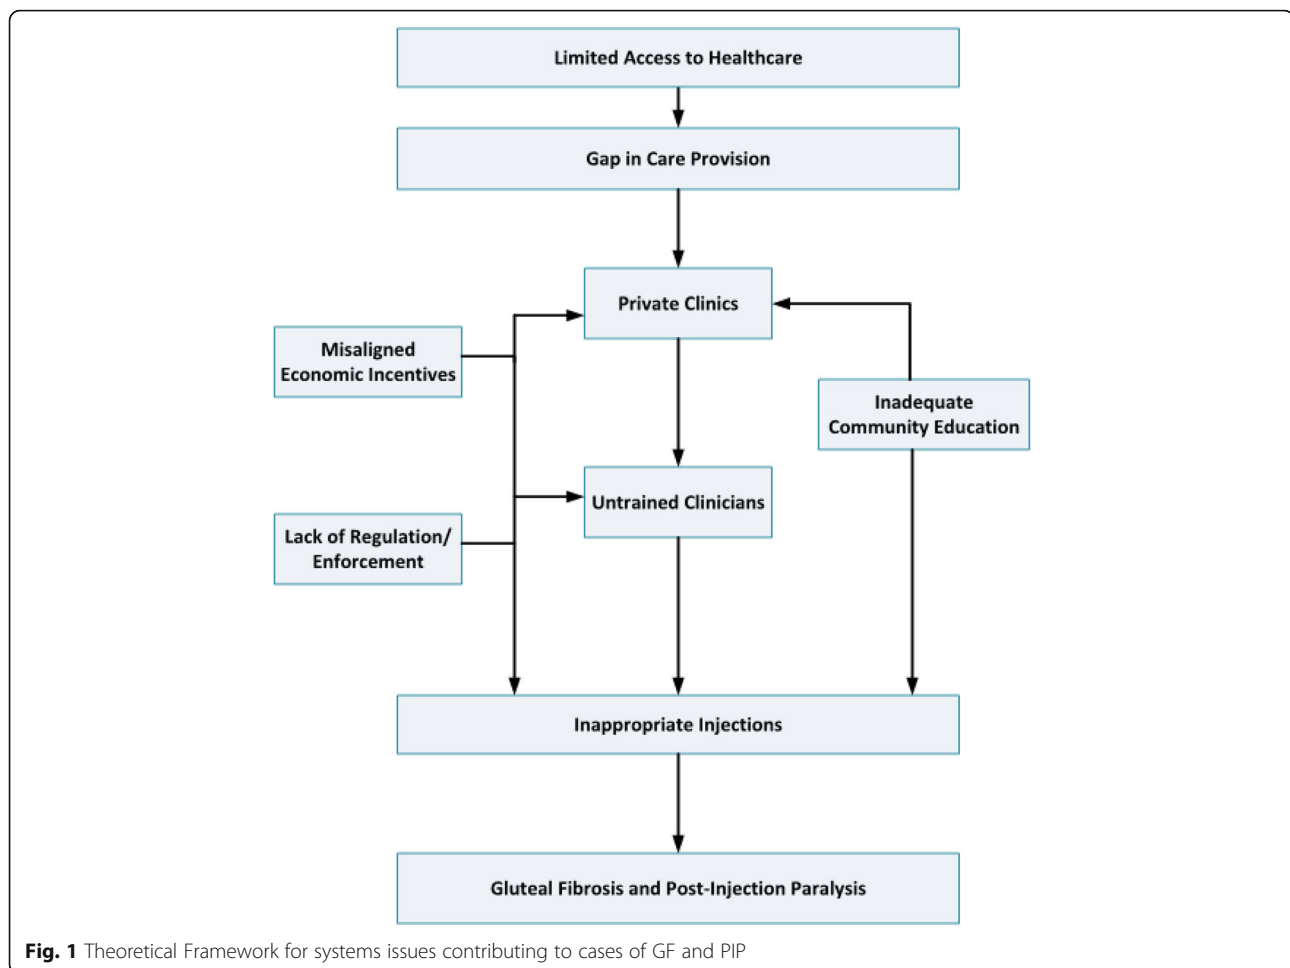 Limited Access to Healthcare
Gap in Care Provision
Private Clinics
Misaligned
Economic Incentives
Inadequate
Community Education
Untrained Clinicians
Lack of Regulation/
Enforcement
Inappropriate Injections
Gluteal Fibrosis and Post-Injection Paralysis
Fig. 1 Theoretical Framework for systems issues contributing to cases of GF and PIP